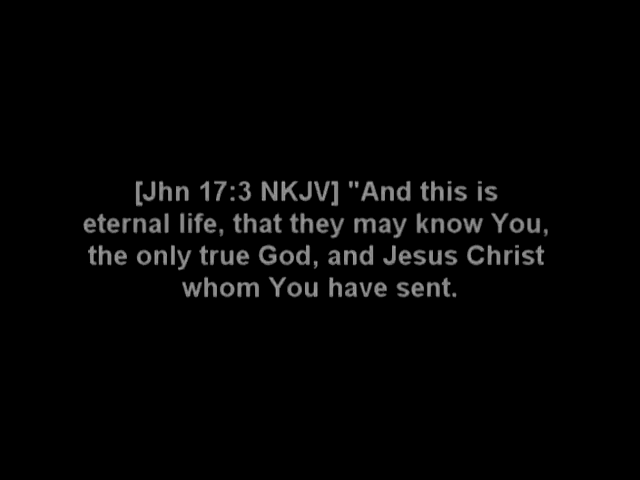 [Jhn 17:3 NKJV] "And this is
eternal life, that they may know You,
the only true God, and Jesus Christ
whom You have sent.